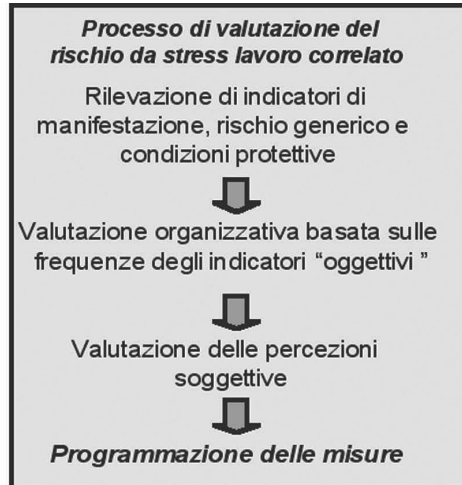 Processo di valutazione del
rischio da stress lavoro correlato
Rilevazione di indicatori di
manifestazione, rischio generico e
condizioni protettive
Valutazione organizzativa basata sulle
frequenze degli indicatori “oggettivi ”
Valutazione delle percezioni
soggettive
Programmazione delle misure